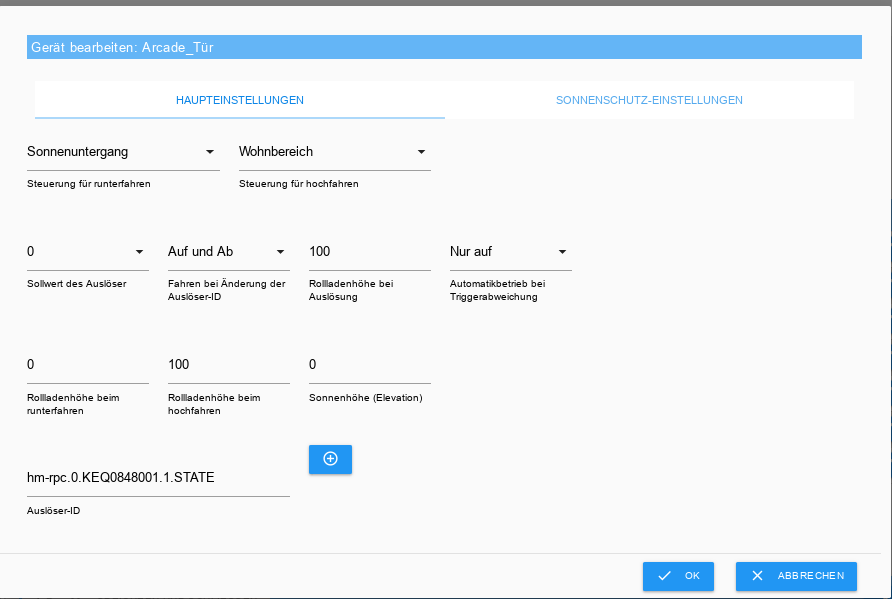 Gerät bearbeiten: Arcade_Tür
HAUPTEINSTELLUNGEN SONNENSCHUTZ-EINSTELLUNGEN
Sonnenuntergang Wohnbereich
Steuerung für runterfahren Steuerung für hochfahren
0 Auf und Ab 100 Nur auf
Sollwert des Auslöser Fahren bei Änderung der Rollladenhöhe bei Automatikbetrieb bei
Auslöser-ID Auslösung Triggerabweichung
0 100 0
Rollladenhöhe beim Rollladenhöhe beim Sonnenhöhe (Elevation)
runterfahren hochfahren
hm-rpc.0.KEQ0848001.1.STATE
Auslöser-ID
OK ABBRECHEN